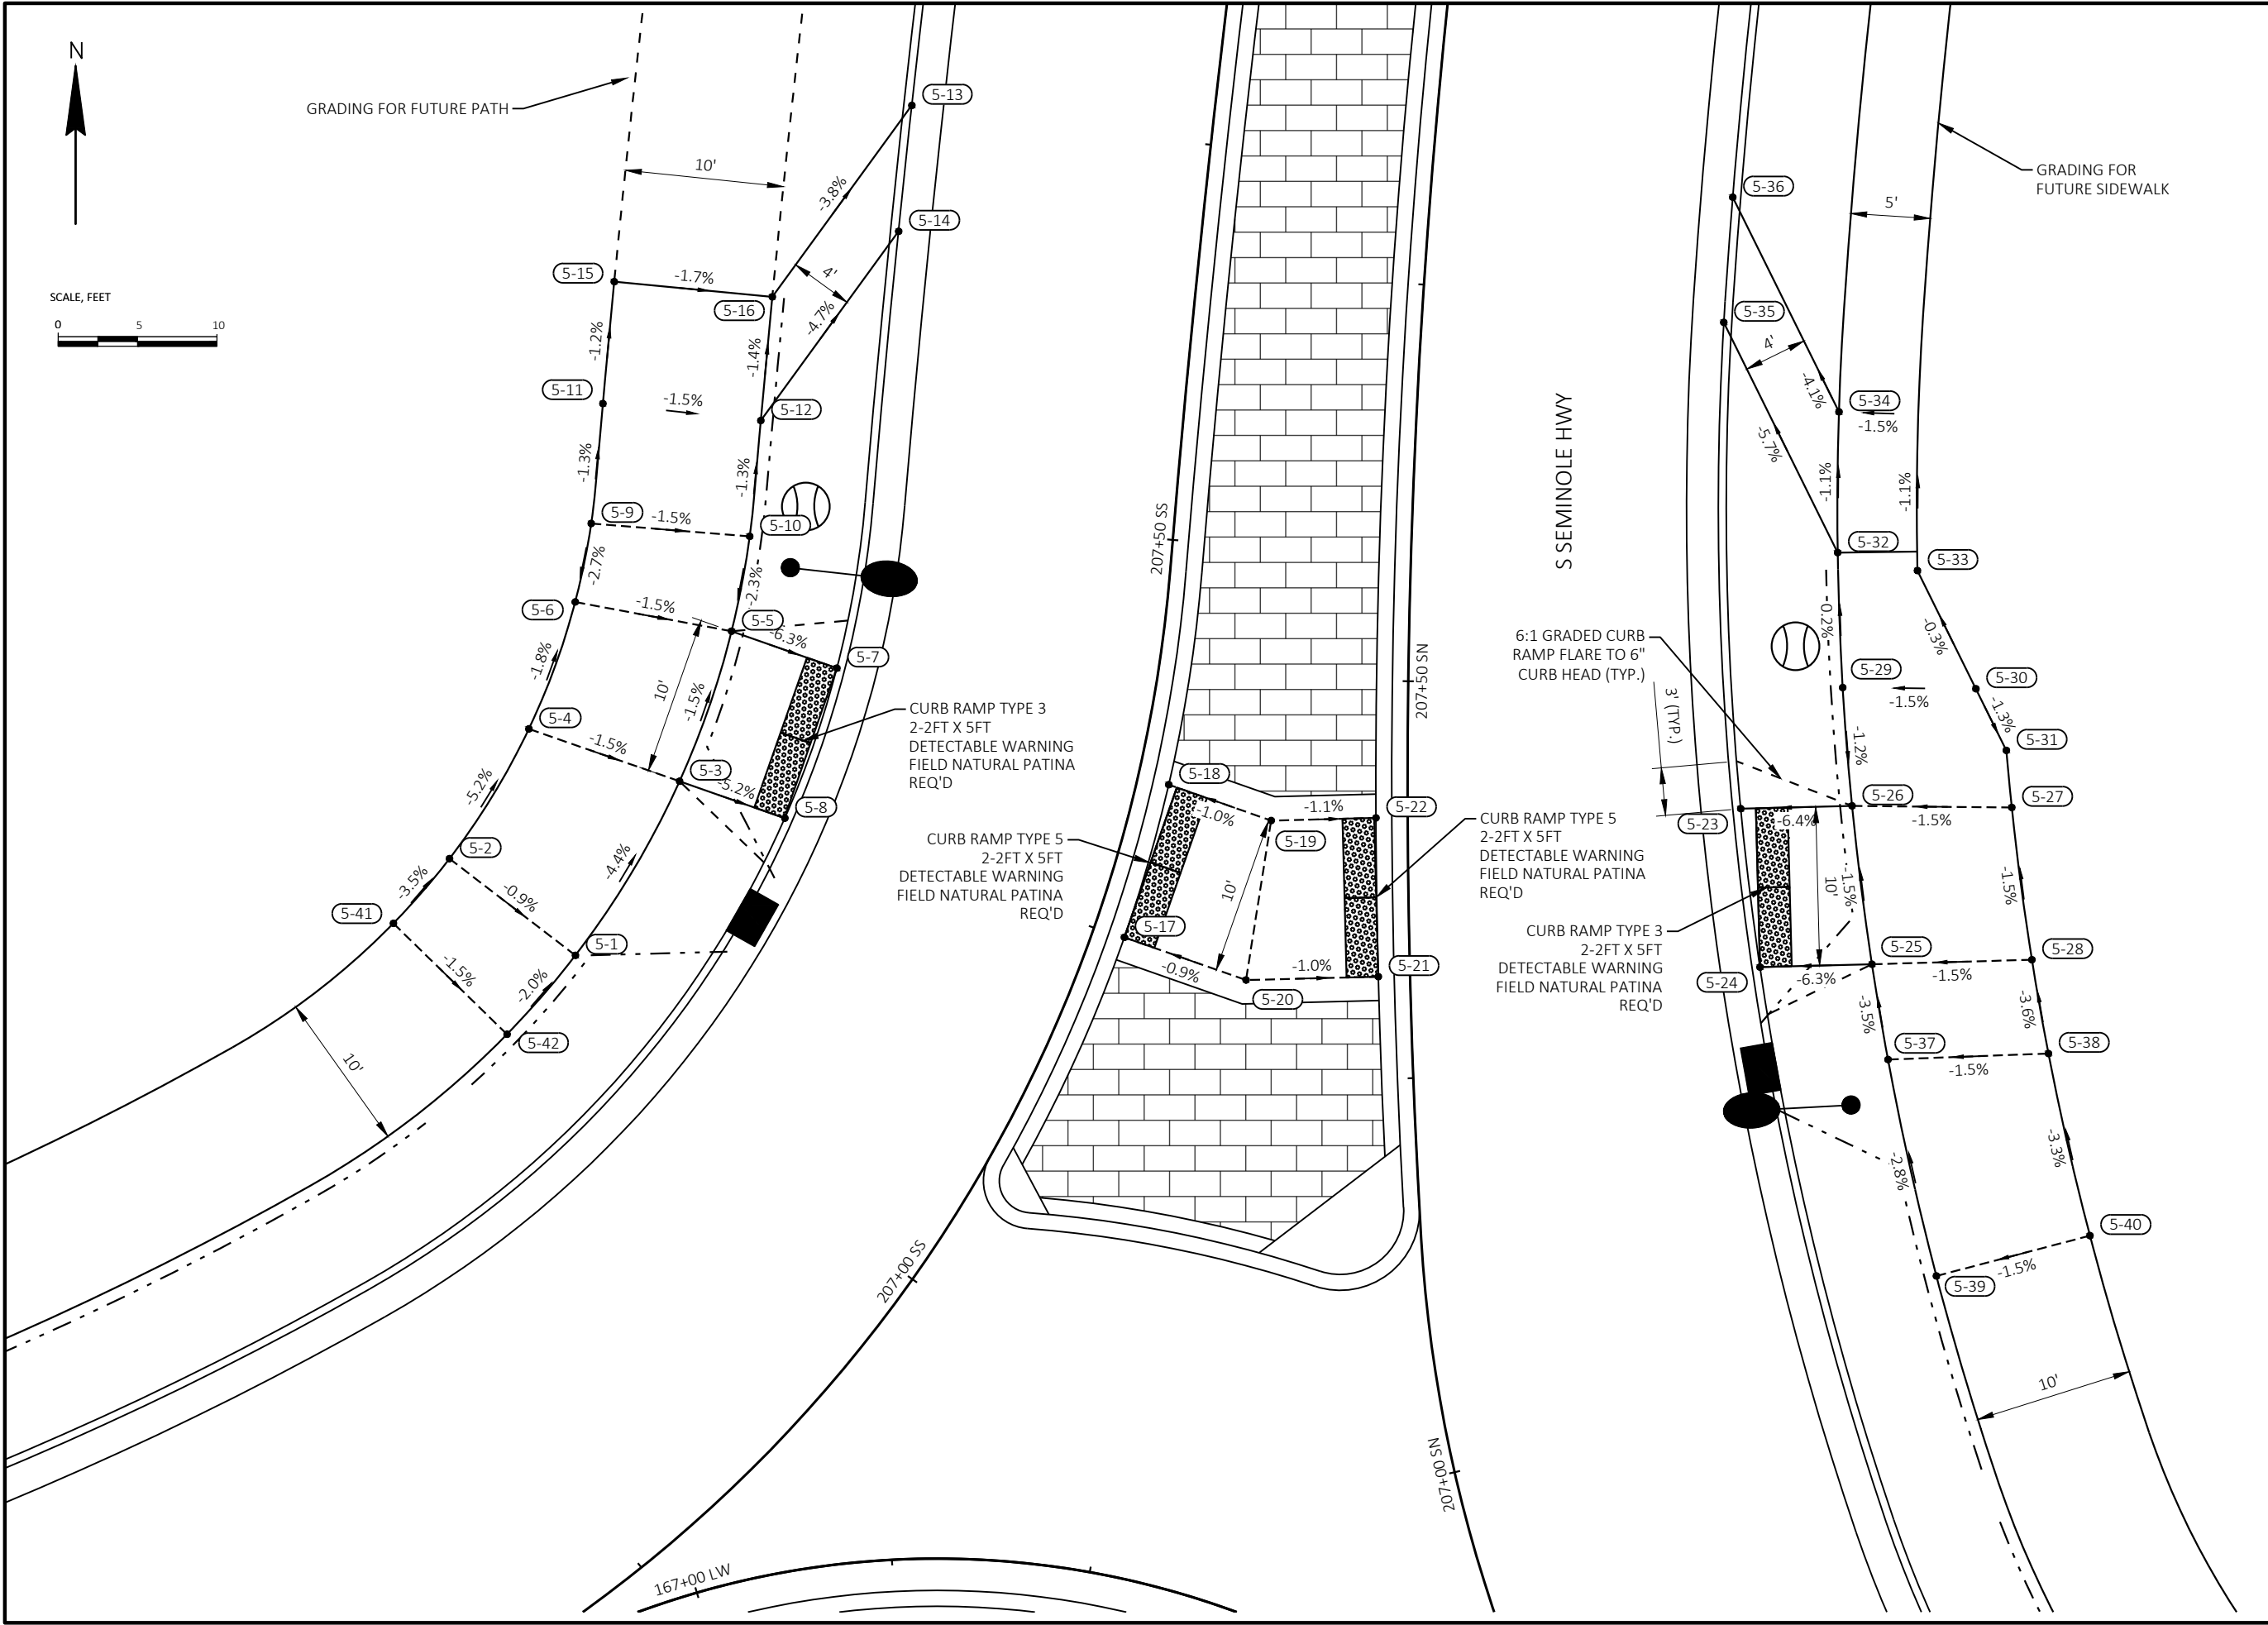 N
SCALE, FEET
0 5 10
GRADING FOR FUTURE PATH
10'
5-13
-3.8%
5-14
4'
-4.7%
5-15
-1.7%
5-16
-1.2%
-1.4%
5-11
-1.5%
5-12
-1.3%
-1.3%
5-9
-1.5%
5-10
-2.7%
-2.3%
5-6
-1.5%
5-5
-6.3%
5-7
-1.8%
10'
-1.5%
5-4
-1.5%
5-3
-5.2%
5-8
-5.2%
5-2
-4.4%
-3.5%
-0.9%
5-41
5-1
-1.5%
-2.0%
5-42
10'
CURB RAMP TYPE 3
2-2FT X 5FT
DETECTABLE WARNING
FIELD NATURAL PATINA
REQ'D
207+50 SS
207+50 SN
5-18
-1.0%
-1.1%
5-22
5-19
10'
5-17
-0.9%
-1.0%
5-21
5-20
CURB RAMP TYPE 5
2-2FT X 5FT
DETECTABLE WARNING
FIELD NATURAL PATINA
REQ'D
CURB RAMP TYPE 5
2-2FT X 5FT
DETECTABLE WARNING
FIELD NATURAL PATINA
REQ'D
207+00 SS
207+00 SN
167+00 LW
S SEMINOLE HWY
GRADING FOR
FUTURE SIDEWALK
5-36
5'
5-35
4'
-4.1%
5-34
-1.5%
-5.7%
-1.1%
-1.1%
5-32
5-33
6:1 GRADED CURB
RAMP FLARE TO 6"
CURB HEAD (TYP.)
0.2%
-0.3%
5-29
5-30
-1.5%
3' (TYP.)
-1.2%
-1.3%
5-31
5-26
5-27
5-23
-6.4%
-1.5%
10'
-1.5%
-1.5%
CURB RAMP TYPE 3
2-2FT X 5FT
DETECTABLE WARNING
FIELD NATURAL PATINA
REQ'D
5-25
5-28
5-24
-6.3%
-1.5%
-3.5%
-3.6%
5-37
5-38
-1.5%
-2.8%
-3.3%
5-40
-1.5%
5-39
10'